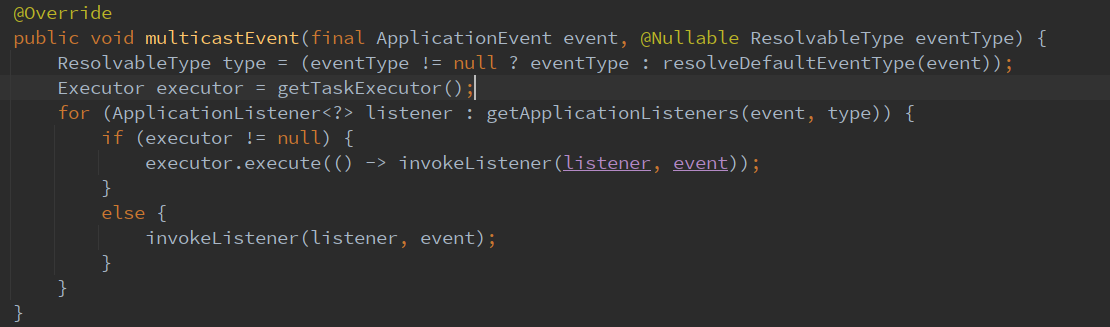 @Override
public void multicastEvent(final ApplicationEvent event, @Nullable ResolvableType eventType) {
    ResolvableType type = (eventType != null ? eventType : resolveDefaultEventType(event));
    Executor executor = getTaskExecutor();
    for (ApplicationListener<?> listener : getApplicationListeners(event, type)) {
        if (executor != null) {
            executor.execute(() -> invokeListener(listener, event));
        }
        else {
            invokeListener(listener, event);
        }
    }
}